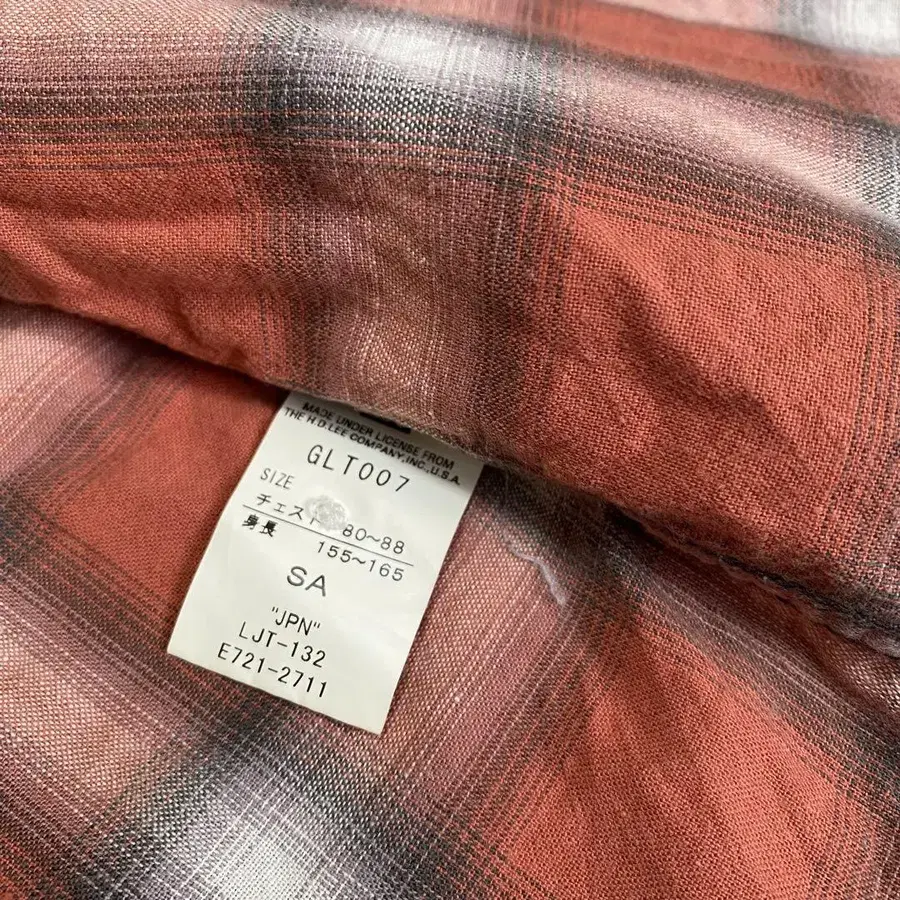 MADE UNDER LICENSE FROM
THE H.D.LEE COMPANY,INC.,U.S.A.
GLT007
SIZE
チェスト 80~88
身長 155~165
SA
"JPN"
LJT-132
E721-2711